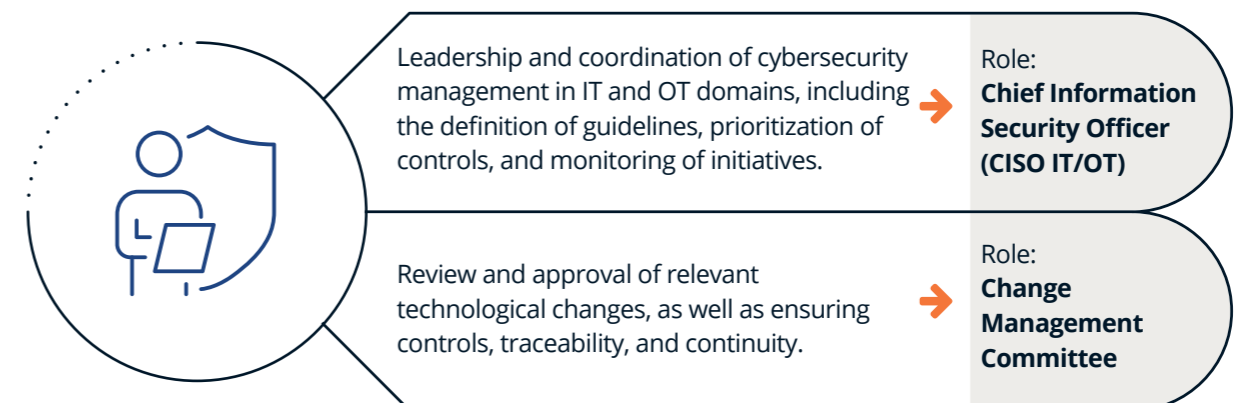 Leadership and coordination of cybersecurity
management in IT and OT domains, including
the definition of guidelines, prioritization of
controls, and monitoring of initiatives.
Role:
Chief Information
Security Officer
(CISO IT/OT)
Review and approval of relevant
technological changes, as well as ensuring
controls, traceability, and continuity.
Role:
Change
Management
Committee